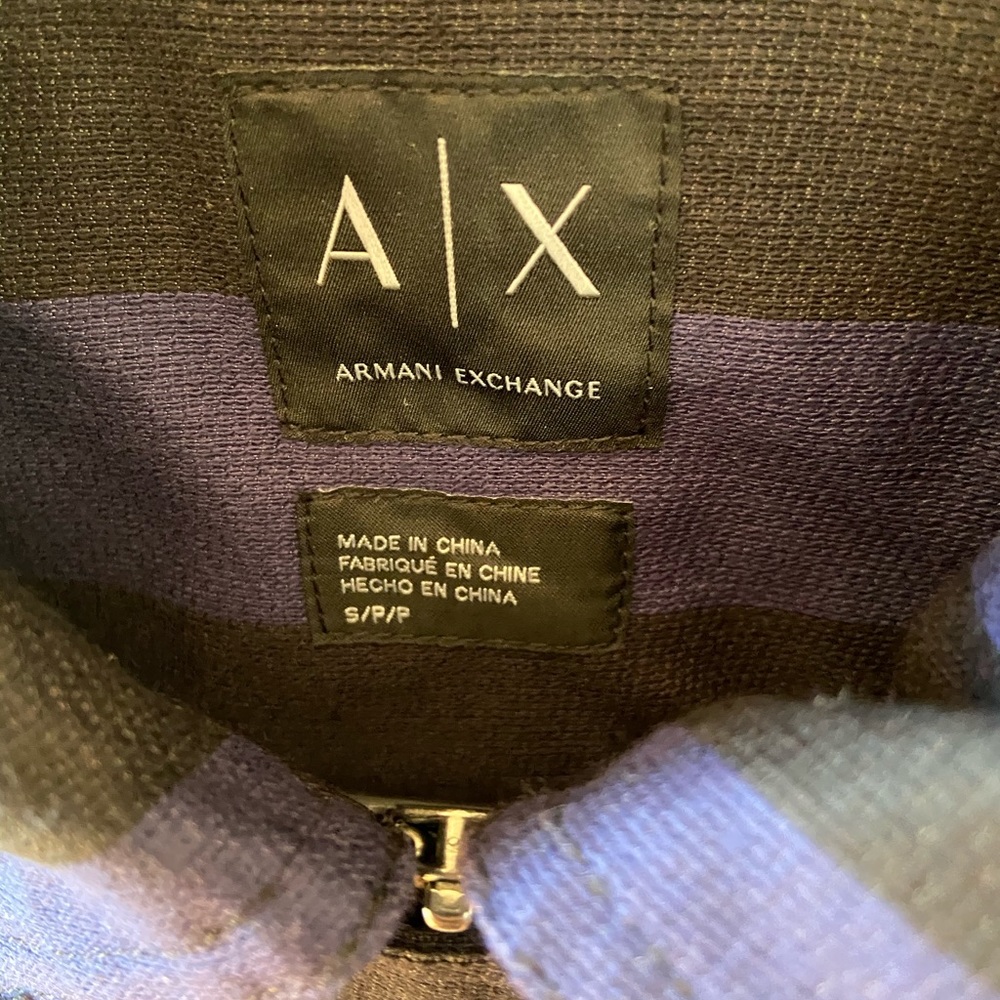 A|X
ARMANI EXCHANGE
MADE IN CHINA
FABRIQUÉ EN CHINE
HECHO EN CHINA
S/P/P